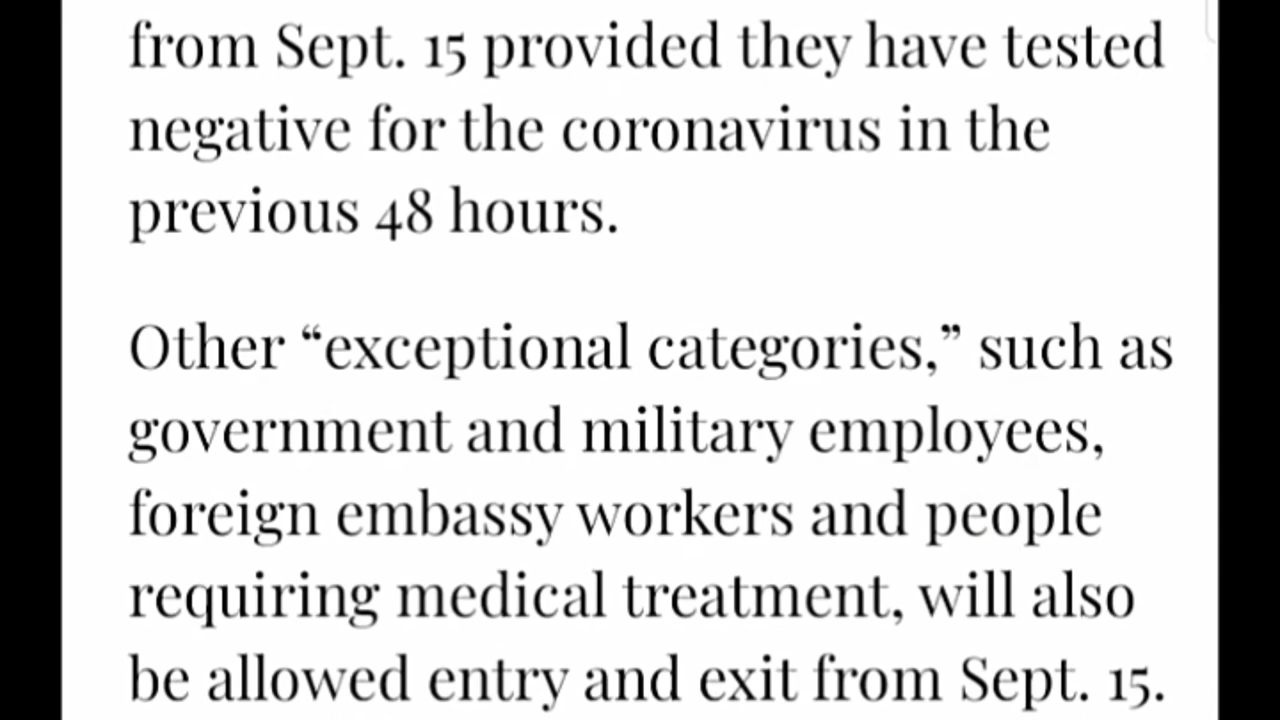 from Sept. 15 provided they have tested
negative for the coronavirus in the
previous 48 hours.
Other “exceptional categories,” such as
government and military employees,
foreign embassy workers and people
requiring medical treatment, will also
be allowed entry and exit from Sept. 15.